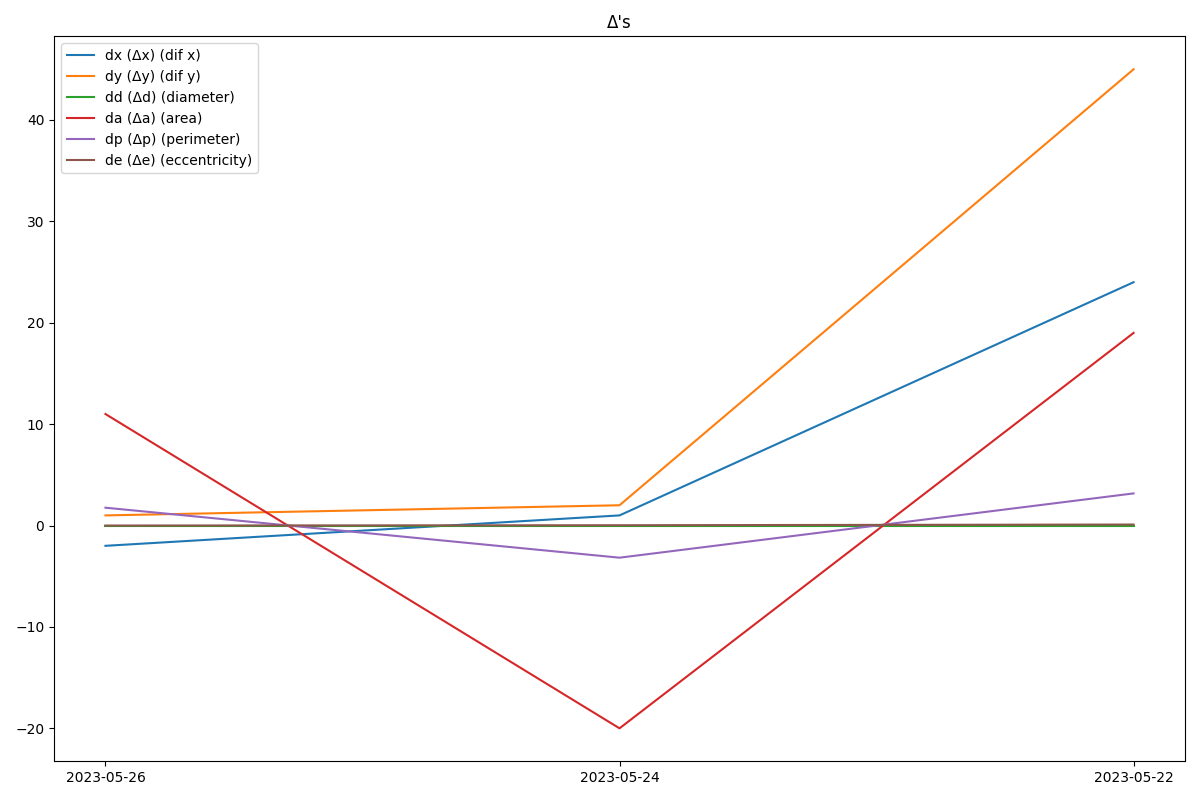 Δ's
dx (Δx) (dif x)
dy (Δy) (dif y)
dd (Δd) (diameter)
da (Δa) (area)
dp (Δp) (perimeter)
de (Δe) (eccentricity)
40
30
20
10
0
−10
−20
2023-05-26
2023-05-24
2023-05-22